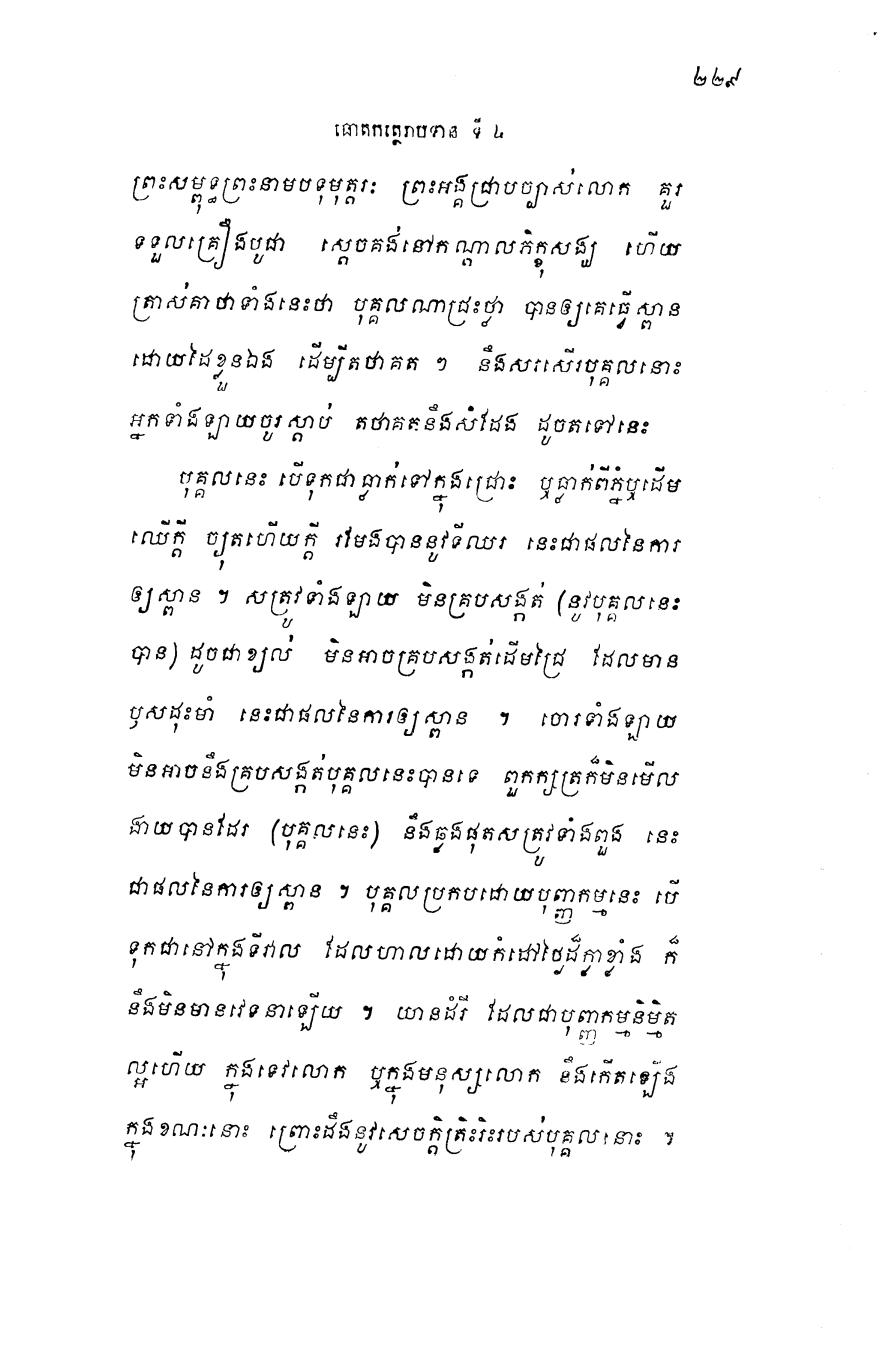 ២២៩
ធោតកត្ថេរាបទាន ទី ៤
ព្រះសម្ពុទ្ធព្រះនាមបទុមុត្តរៈ ព្រះអង្គជ្រាបច្បាស់លោក គួរ
ទទួលគ្រឿងបូជា ស្តេចគង់នៅកណ្តាលភិក្ខុសង្ឃ ហើយ
ត្រាស់គាថាទាំងនេះថា បុគ្គលណាជ្រះថ្លា បានឲ្យគេធ្វើស្ពាន
ដោយដៃខ្លួនឯង ដើម្បីតថាគត ៗ នឹងសរសើរបុគ្គលនោះ
អ្នកទាំងឡាយចូរស្តាប់ តថាគតនឹងសំដែង ដូចតទៅនេះ
បុគ្គលនេះ បើទុកជាធ្លាក់ទៅក្នុងជ្រោះ ឬធ្លាក់ពីភ្នំឬដើម
ឈើក្តី ច្យុតហើយក្តី រមែងបាននូវទីឈរ នេះជាផលនៃការ
ឲ្យស្ពាន ។ សត្រូវទាំងឡាយ មិនគ្របសង្កត់ (នូវបុគ្គលនេះ
បាន) ដូចជាខ្យល់ មិនអាចគ្របសង្កត់ដើមជ្រៃ ដែលមាន
ឫសដុះមាំ នេះជាផលនៃការឲ្យស្ពាន ។ ចោរទាំងឡាយ
មិនអាចនឹងគ្របសង្កត់បុគ្គលនេះបានទេ ពួកក្សត្រក៏មិនមើល
ងាយបានដែរ (បុគ្គលនេះ) នឹងឆ្លងផុតសត្រូវទាំងពួង នេះ
ជាផលនៃការឲ្យស្ពាន ។ បុគ្គលប្រកបដោយបុញ្ញកម្មនេះ បើ
ទុកជានៅក្នុងទីវាល ដែលហាលដោយកំដៅថ្ងៃដ៏ក្លាខ្លាំង ក៏
នឹងមិនមានវេទនាឡើយ ។ យានដំរី ដែលជាបុញ្ញកម្មនិម្មិត
ល្អហើយ ក្នុងទេវលោក ឬក្នុងមនុស្សលោក នឹងកើតឡើង
ក្នុងខណៈនោះ ព្រោះដឹងនូវសេចក្តីត្រិះរិះរបស់បុគ្គលនោះ ។